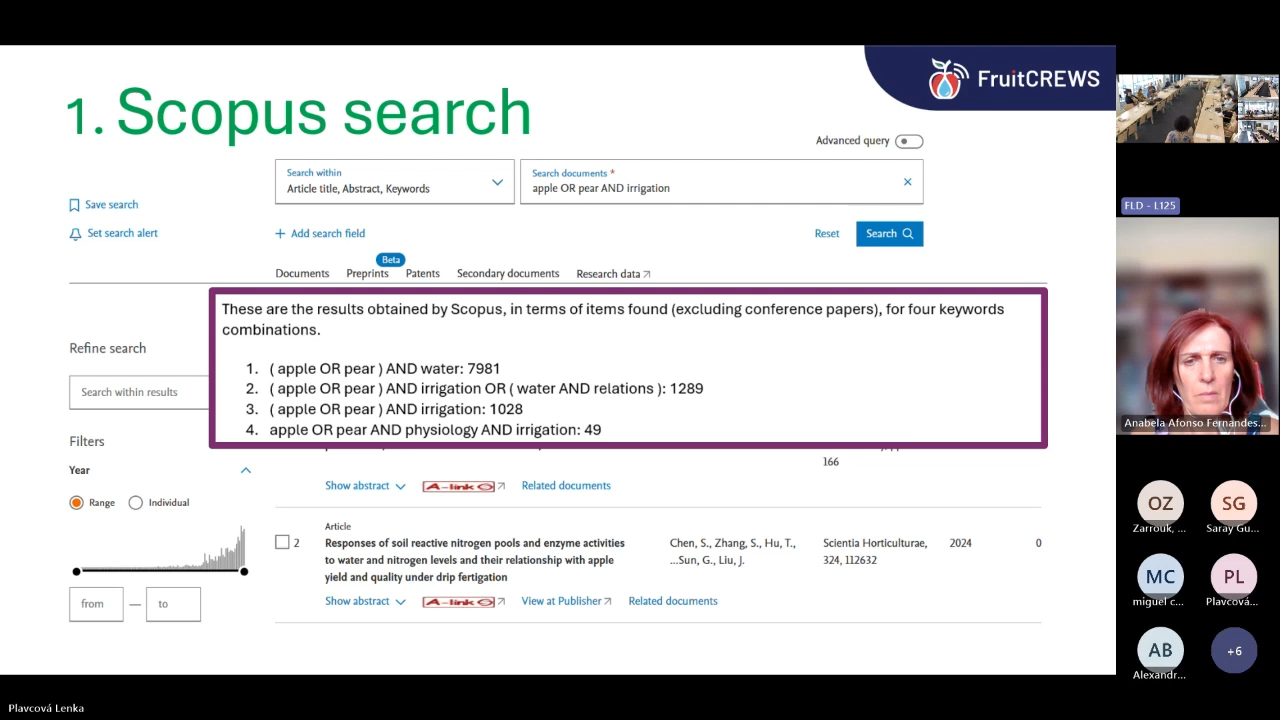 FruitCREWS
1. Scopus search
Advanced query
Search within
Article title, Abstract, Keywords
Search documents *
apple OR pear AND irrigation
Save search
Set search alert
+ Add search field
Reset
Search
Beta
Documents Preprints Patents Secondary documents Research data
These are the results obtained by Scopus, in terms of items found (excluding conference papers), for four keywords
combinations.
1. ( apple OR pear ) AND water: 7981
2. ( apple OR pear ) AND irrigation OR ( water AND relations ): 1289
3. ( apple OR pear ) AND irrigation: 1028
4. apple OR pear AND physiology AND irrigation: 49
Refine search
Search within results
Filters
Year
Range
Individual
from — to
166
Show abstract
A-link
Related documents
2
Article
Responses of soil reactive nitrogen pools and enzyme activities
to water and nitrogen levels and their relationship with apple
yield and quality under drip fertigation
Chen, S., Zhang, S., Hu, T.,
...Sun, G., Liu, J.
Scientia Horticulturae,
324, 112632
2024
0
Show abstract
A-link
View at Publisher
Related documents
FLD - L125
Anabela Afonso Fernandes...
OZ
Zarrouk, ...
SG
Saray Gu...
MC
miguel c...
PL
Plavcová...
AB
Alexandr...
+6
Plavcová Lenka